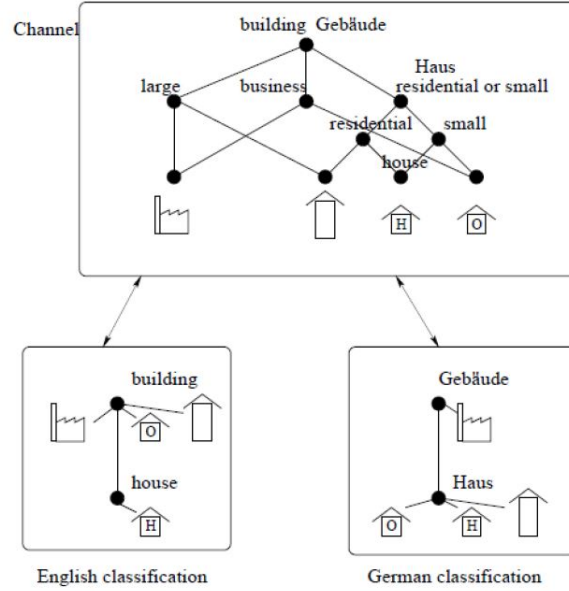 building Gebäude
Channel
Haus
large business residential or small
residential small
house
H O
building
O
house
H
Gebäude
Haus
O H
English classification German classification